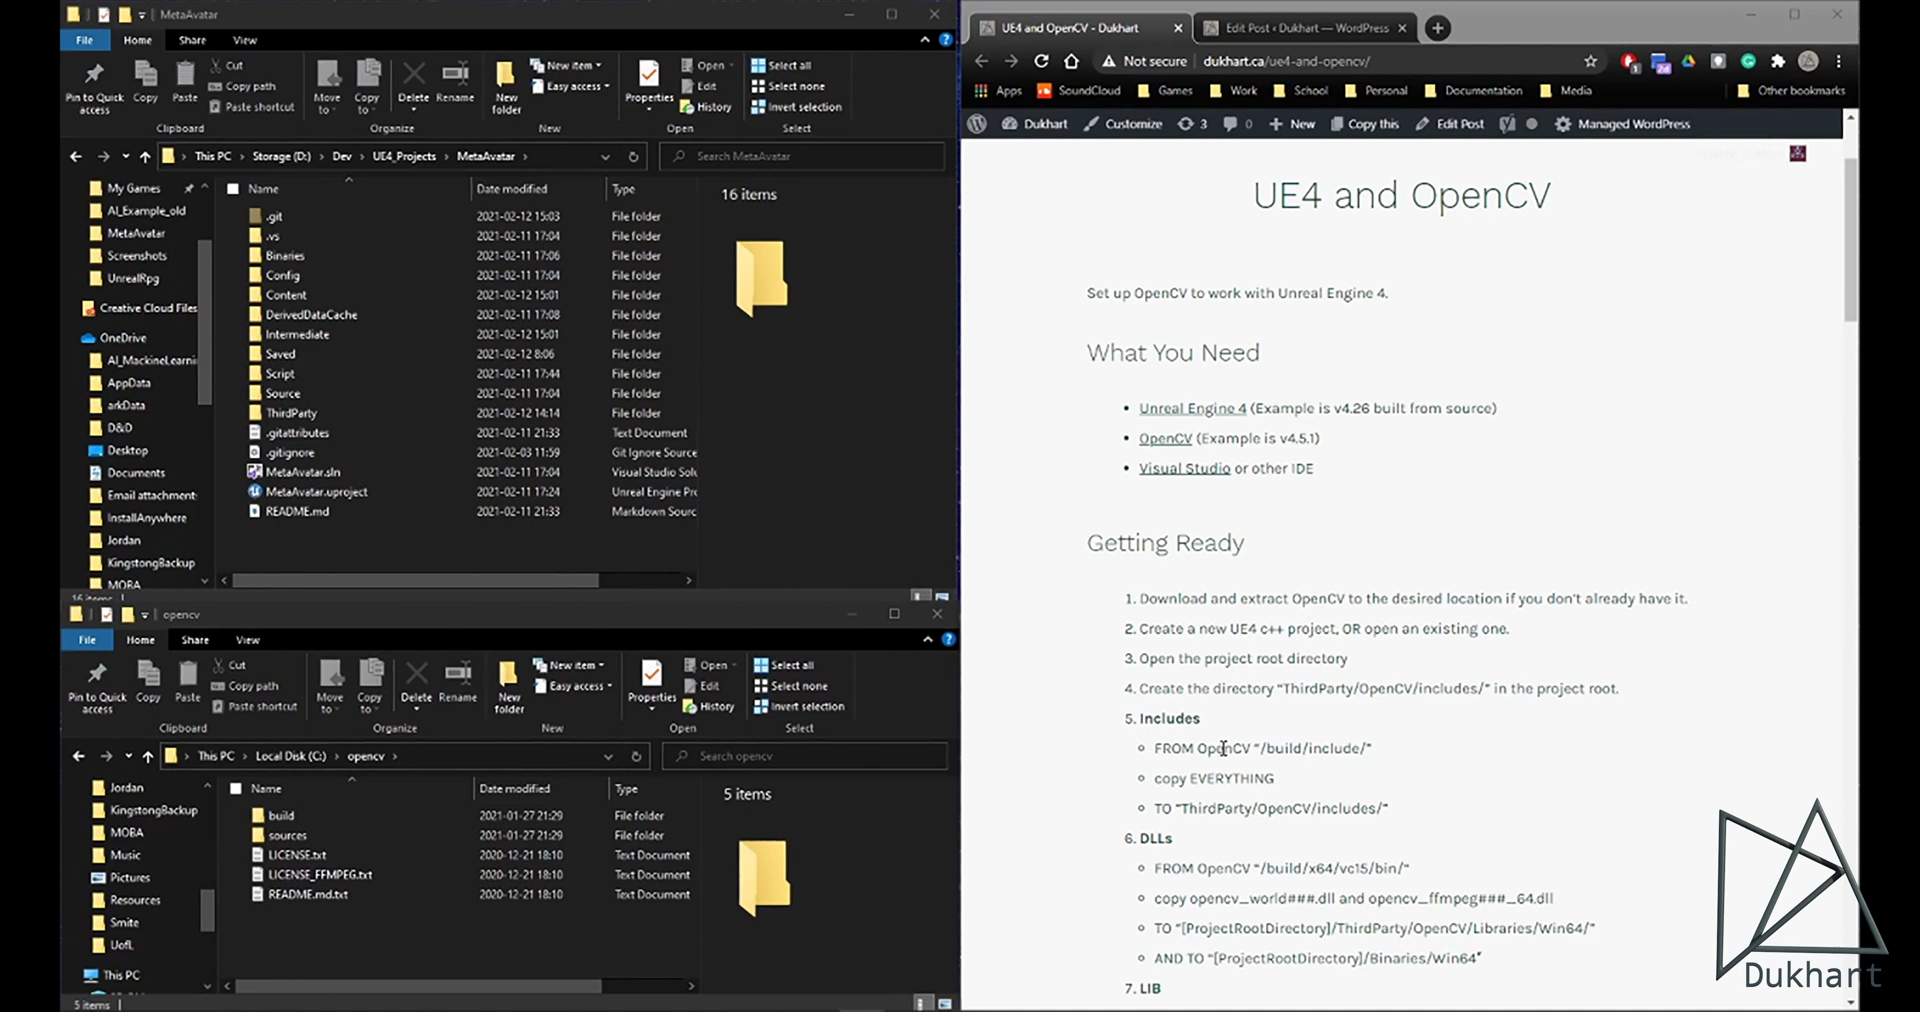 MetaAvatar
File
Home
Share
View
Pin to Quick access
Copy
Paste
Cut
Copy path
Paste shortcut
Move to
Copy to
Delete
Rename
New folder
New item
Easy access
Properties
Open
Edit
History
Select all
Select none
Invert selection
Clipboard
Organize
New
Open
Select
This PC > Storage (D:) > Dev > UE4_Projects > MetaAvatar >
Search MetaAvatar
My Games
AI_Example_old
MetaAvatar
Screenshots
UnrealRpg
Creative Cloud Files
OneDrive
AI_MackineLearni
AppData
arkData
D&D
Desktop
Documents
Email attachment
InstallAnywhere
Jordan
KingstongBackup
MOBA
Name Date modified Type
.git 2021-02-12 15:03 File folder
.vs 2021-02-11 17:04 File folder
Binaries 2021-02-11 17:06 File folder
Config 2021-02-11 17:04 File folder
Content 2021-02-12 15:01 File folder
DerivedDataCache 2021-02-11 17:08 File folder
Intermediate 2021-02-12 15:01 File folder
Saved 2021-02-12 8:06 File folder
Script 2021-02-11 17:44 File folder
Source 2021-02-11 17:04 File folder
ThirdParty 2021-02-12 14:14 File folder
.gitattributes 2021-02-11 21:33 Text Document
.gitignore 2021-02-03 11:59 Git Ignore Source
MetaAvatar.sln 2021-02-11 17:04 Visual Studio Solu
MetaAvatar.uproject 2021-02-11 17:24 Unreal Engine Pro
README.md 2021-02-11 21:33 Markdown Sourc
16 items
16 items
opencv
File
Home
Share
View
Pin to Quick access
Copy
Paste
Cut
Copy path
Paste shortcut
Move to
Copy to
Delete
Rename
New folder
New item
Easy access
Properties
Open
Edit
History
Select all
Select none
Invert selection
Clipboard
Organize
New
Open
Select
This PC > Local Disk (C:) > opencv >
Search opencv
Jordan
KingstongBackup
MOBA
Music
Pictures
Resources
Smite
UofL
This PC
Name Date modified Type
build 2021-01-27 21:29 File folder
sources 2021-01-27 21:29 File folder
LICENSE.txt 2020-12-21 18:10 Text Document
LICENSE_FFMPEG.txt 2020-12-21 18:10 Text Document
README.md.txt 2020-12-21 18:10 Text Document
5 items
5 items
UE4 and OpenCV - Dukhart
Edit Post ‹ Dukhart — WordPress
Not secure | dukhart.ca/ue4-and-opencv/
Apps
SoundCloud
Games
Work
School
Personal
Documentation
Media
Other bookmarks
Dukhart
Customize
3
0
New
Copy this
Edit Post
Managed WordPress
UE4 and OpenCV
Set up OpenCV to work with Unreal Engine 4.
What You Need
• Unreal Engine 4 (Example is v4.26 built from source)
• OpenCV (Example is v4.5.1)
• Visual Studio or other IDE
Getting Ready
1. Download and extract OpenCV to the desired location if you don't already have it.
2. Create a new UE4 c++ project, OR open an existing one.
3. Open the project root directory
4. Create the directory "ThirdParty/OpenCV/includes/" in the project root.
5. Includes
FROM OpenCV "/build/include/"
copy EVERYTHING
TO "ThirdParty/OpenCV/includes/"
6. DLLs
FROM OpenCV "/build/x64/vc15/bin/"
copy opencv_world###.dll and opencv_ffmpeg###_64.dll
TO "[ProjectRootDirectory]/ThirdParty/OpenCV/Libraries/Win64/"
AND TO "[ProjectRootDirectory]/Binaries/Win64"
7. LIB
Dukhart